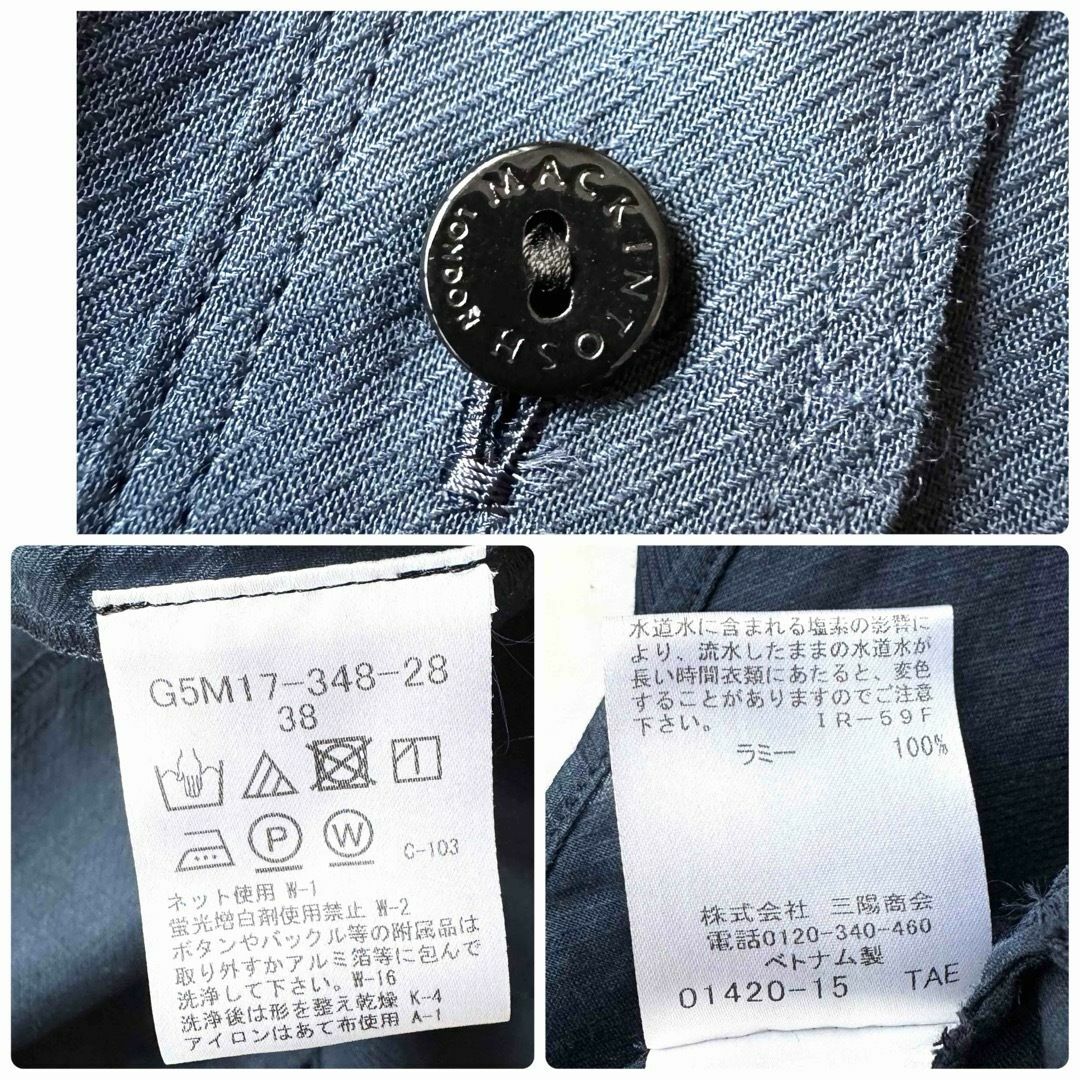 MACKINTOSH LONDON
G5M17-348-28
38
P W C-103
ネット使用 W-1
蛍光増白剤使用禁止 W-2
ボタンやバックル等の附属品は
取り外すかアルミ箔等に包んで
洗浄して下さい。W-16
洗浄後は形を整え乾燥 K-4
アイロンはあて布使用 A-1
水道水に含まれる塩素の影響に
より、流水したままの水道水が
長い時間衣類にあたると、変色
することがありますのでご注意
下さい。 IR-59F
ラミー 100%
株式会社 三陽商会
電話0120-340-460
ベトナム製
01420-15 TAE